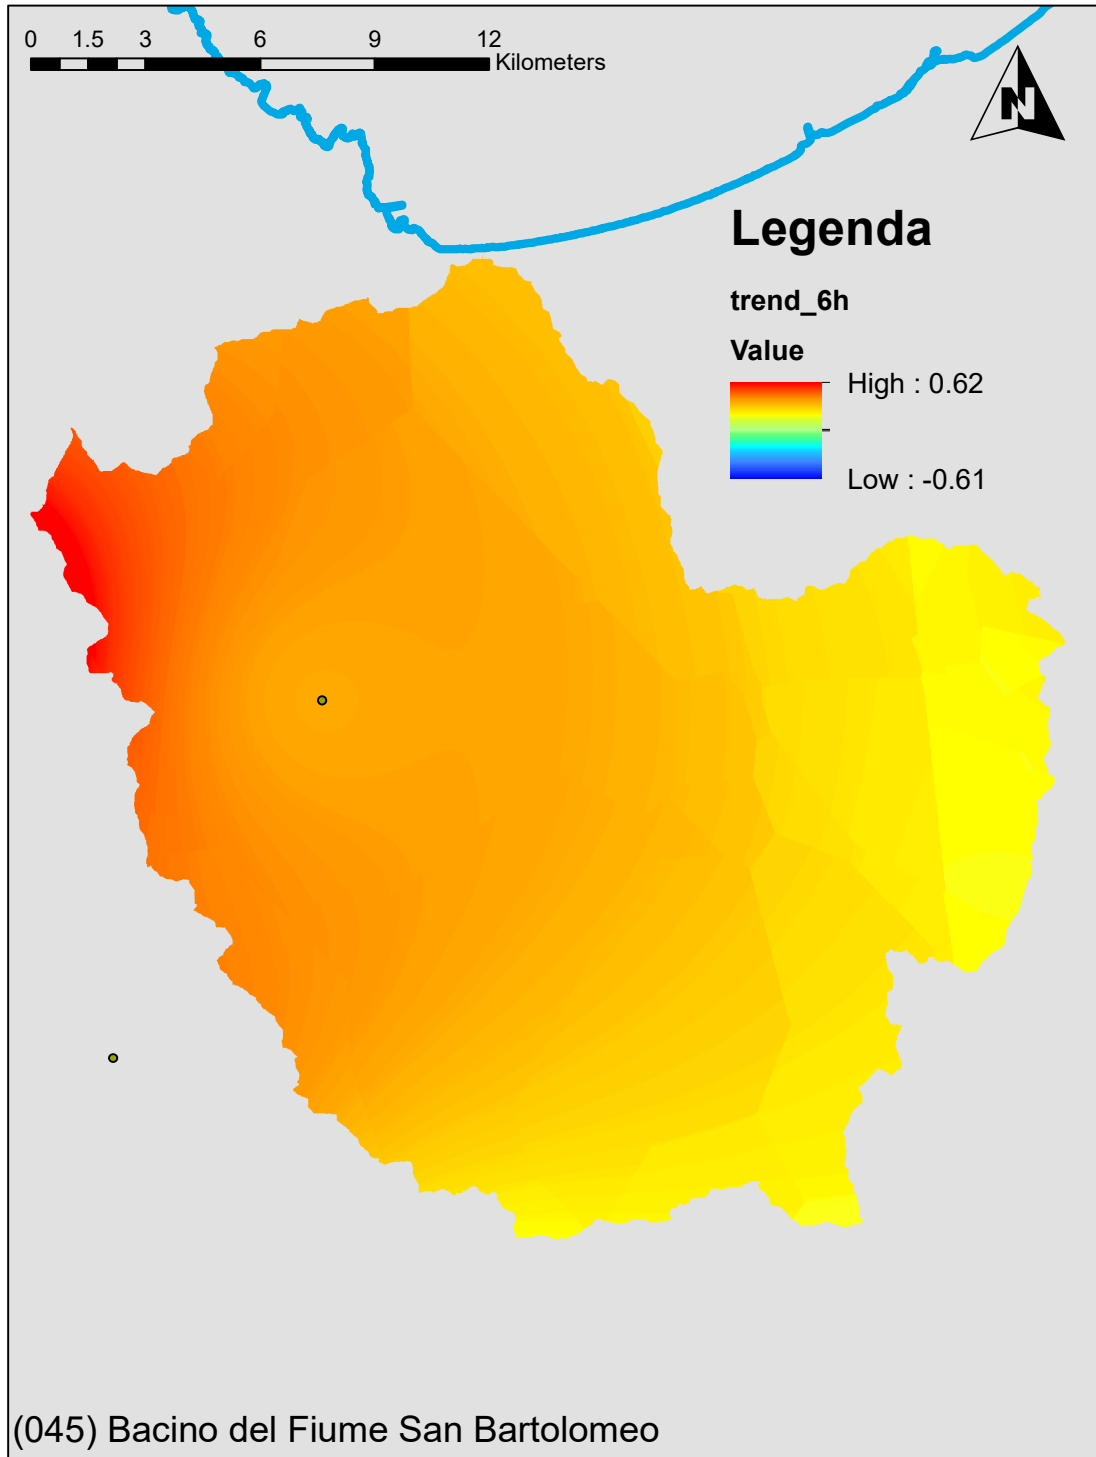 0 1.5 3 6 9 12
Kilometers
N
Legenda
trend_6h
Value
High : 0.62
Low : -0.61
(045) Bacino del Fiume San Bartolomeo